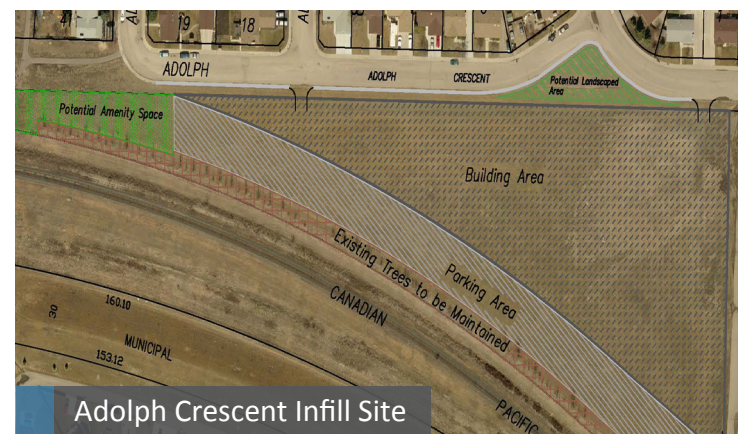 19
18
ADOLPH
ADOLPH
CRESCENT
Potential Landscaped
Area
Potential Amenity Space
Building Area
Parking Area
Existing Trees to be Maintained
CANADIAN
PACIFIC
30
160.10
MUNICIPAL
153.12
Adolph Crescent Infill Site